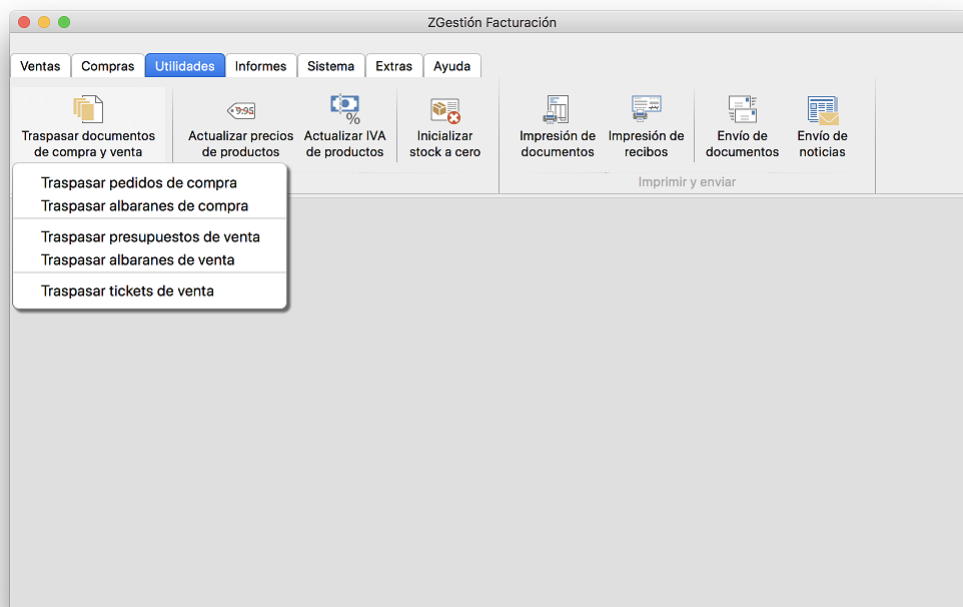 ZGestión Facturación
Ventas Compras Utilidades Informes Sistema Extras Ayuda
9.95 %
Traspasar documentos Actualizar precios Actualizar IVA Inicializar Impresión de Impresión de Envío de Envío de
de compra y venta de productos de productos stock a cero documentos recibos documentos noticias
Imprimir y enviar
Traspasar pedidos de compra
Traspasar albaranes de compra
Traspasar presupuestos de venta
Traspasar albaranes de venta
Traspasar tickets de venta